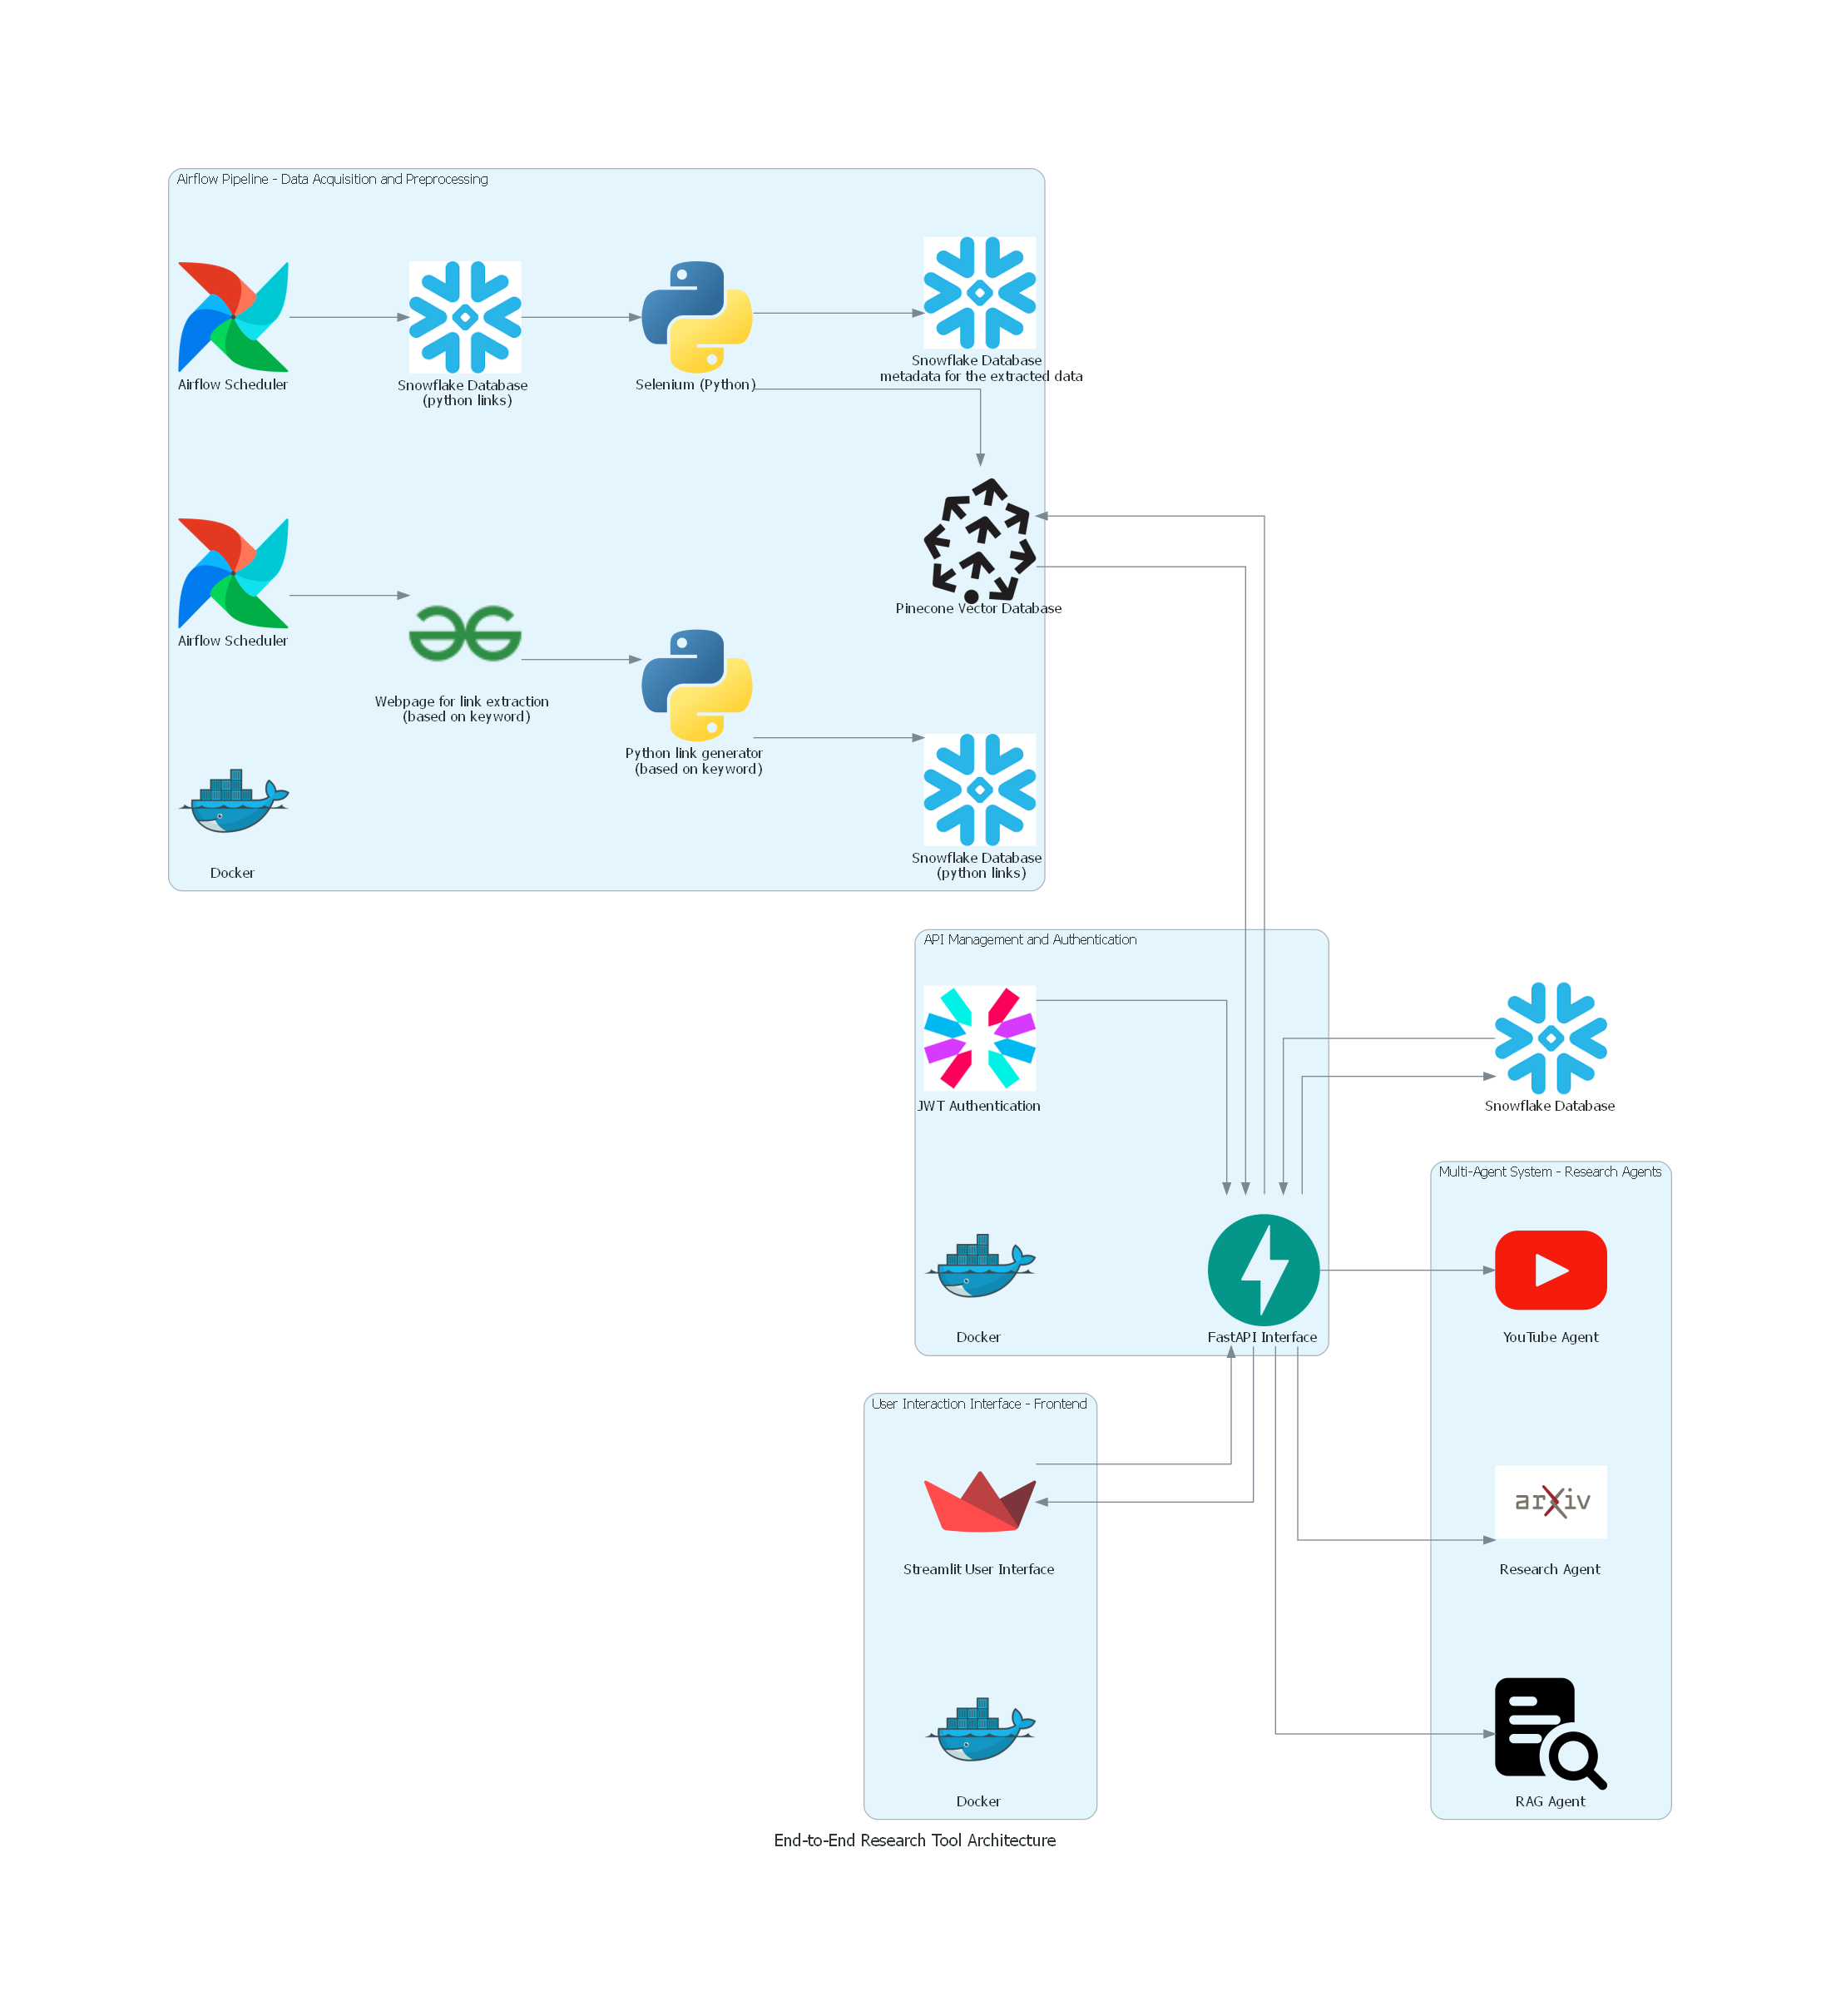 Airflow Pipeline - Data Acquisition and Preprocessing
Airflow Scheduler
Snowflake Database
(python links)
Selenium (Python)
Snowflake Database
metadata for the extracted data
Airflow Scheduler
Webpage for link extraction
(based on keyword)
Python link generator
(based on keyword)
Pinecone Vector Database
Docker
Snowflake Database
(python links)
API Management and Authentication
JWT Authentication
Snowflake Database
Docker
FastAPI Interface
Multi-Agent System - Research Agents
YouTube Agent
User Interaction Interface - Frontend
Streamlit User Interface
arXiv
Research Agent
Docker
RAG Agent
End-to-End Research Tool Architecture